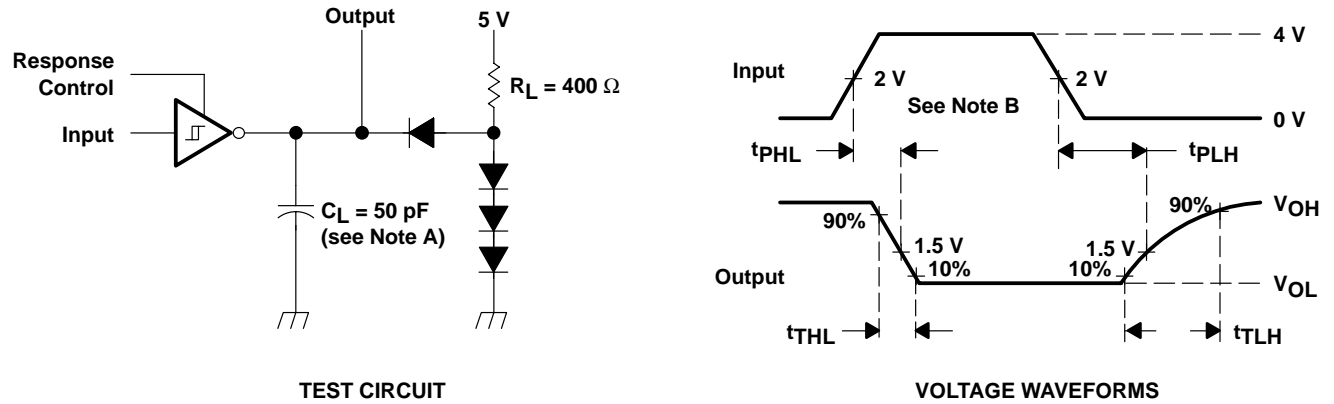 Output
5 V
Response
Control
R_L = 400 Ω
Input
C_L = 50 pF
(see Note A)
TEST CIRCUIT
4 V
Input
2 V
2 V
See Note B
0 V
t_PHL
t_PLH
90%
90%
V_OH
1.5 V
1.5 V
10%
10%
Output
V_OL
t_THL
t_TLH
VOLTAGE WAVEFORMS